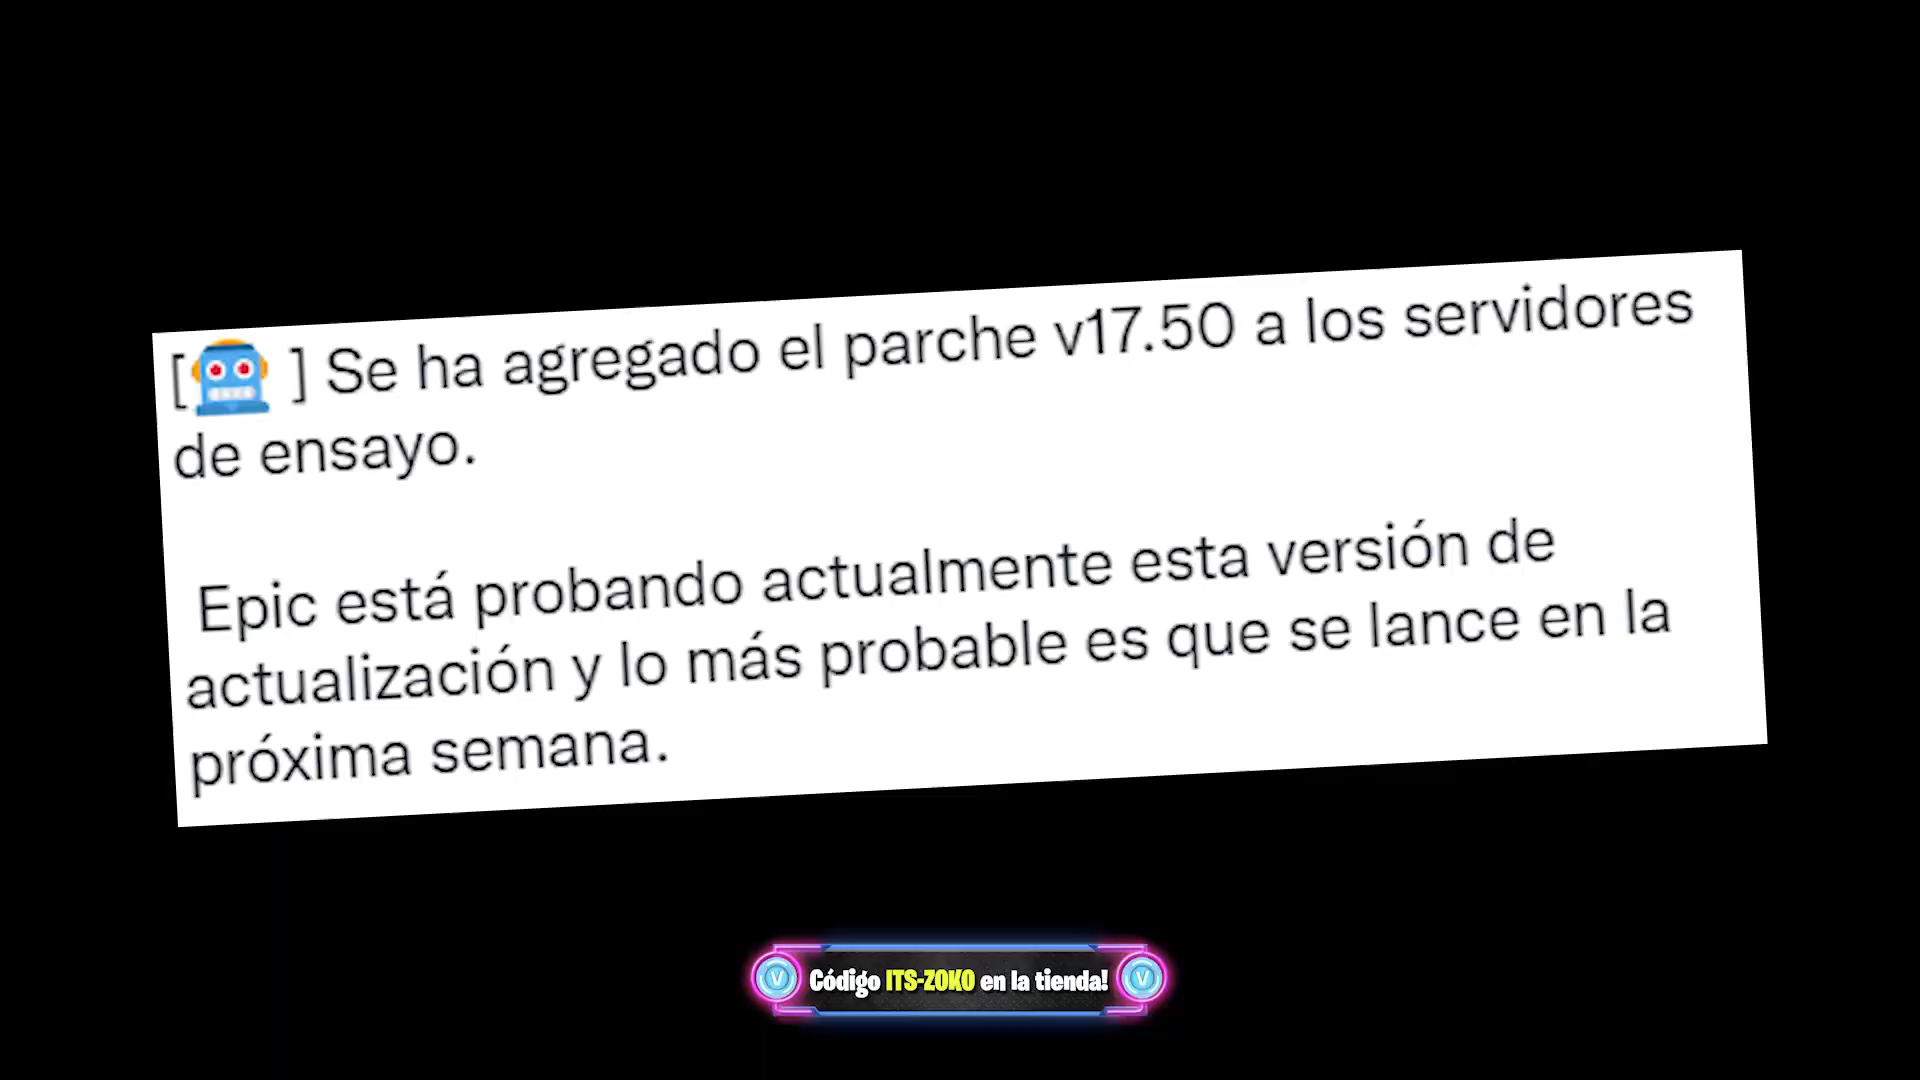 [🤖 ] Se ha agregado el parche v17.50 a los servidores
de ensayo.
Epic está probando actualmente esta versión de
actualización y lo más probable es que se lance en la
próxima semana.
Código ITS-ZOKO en la tienda!